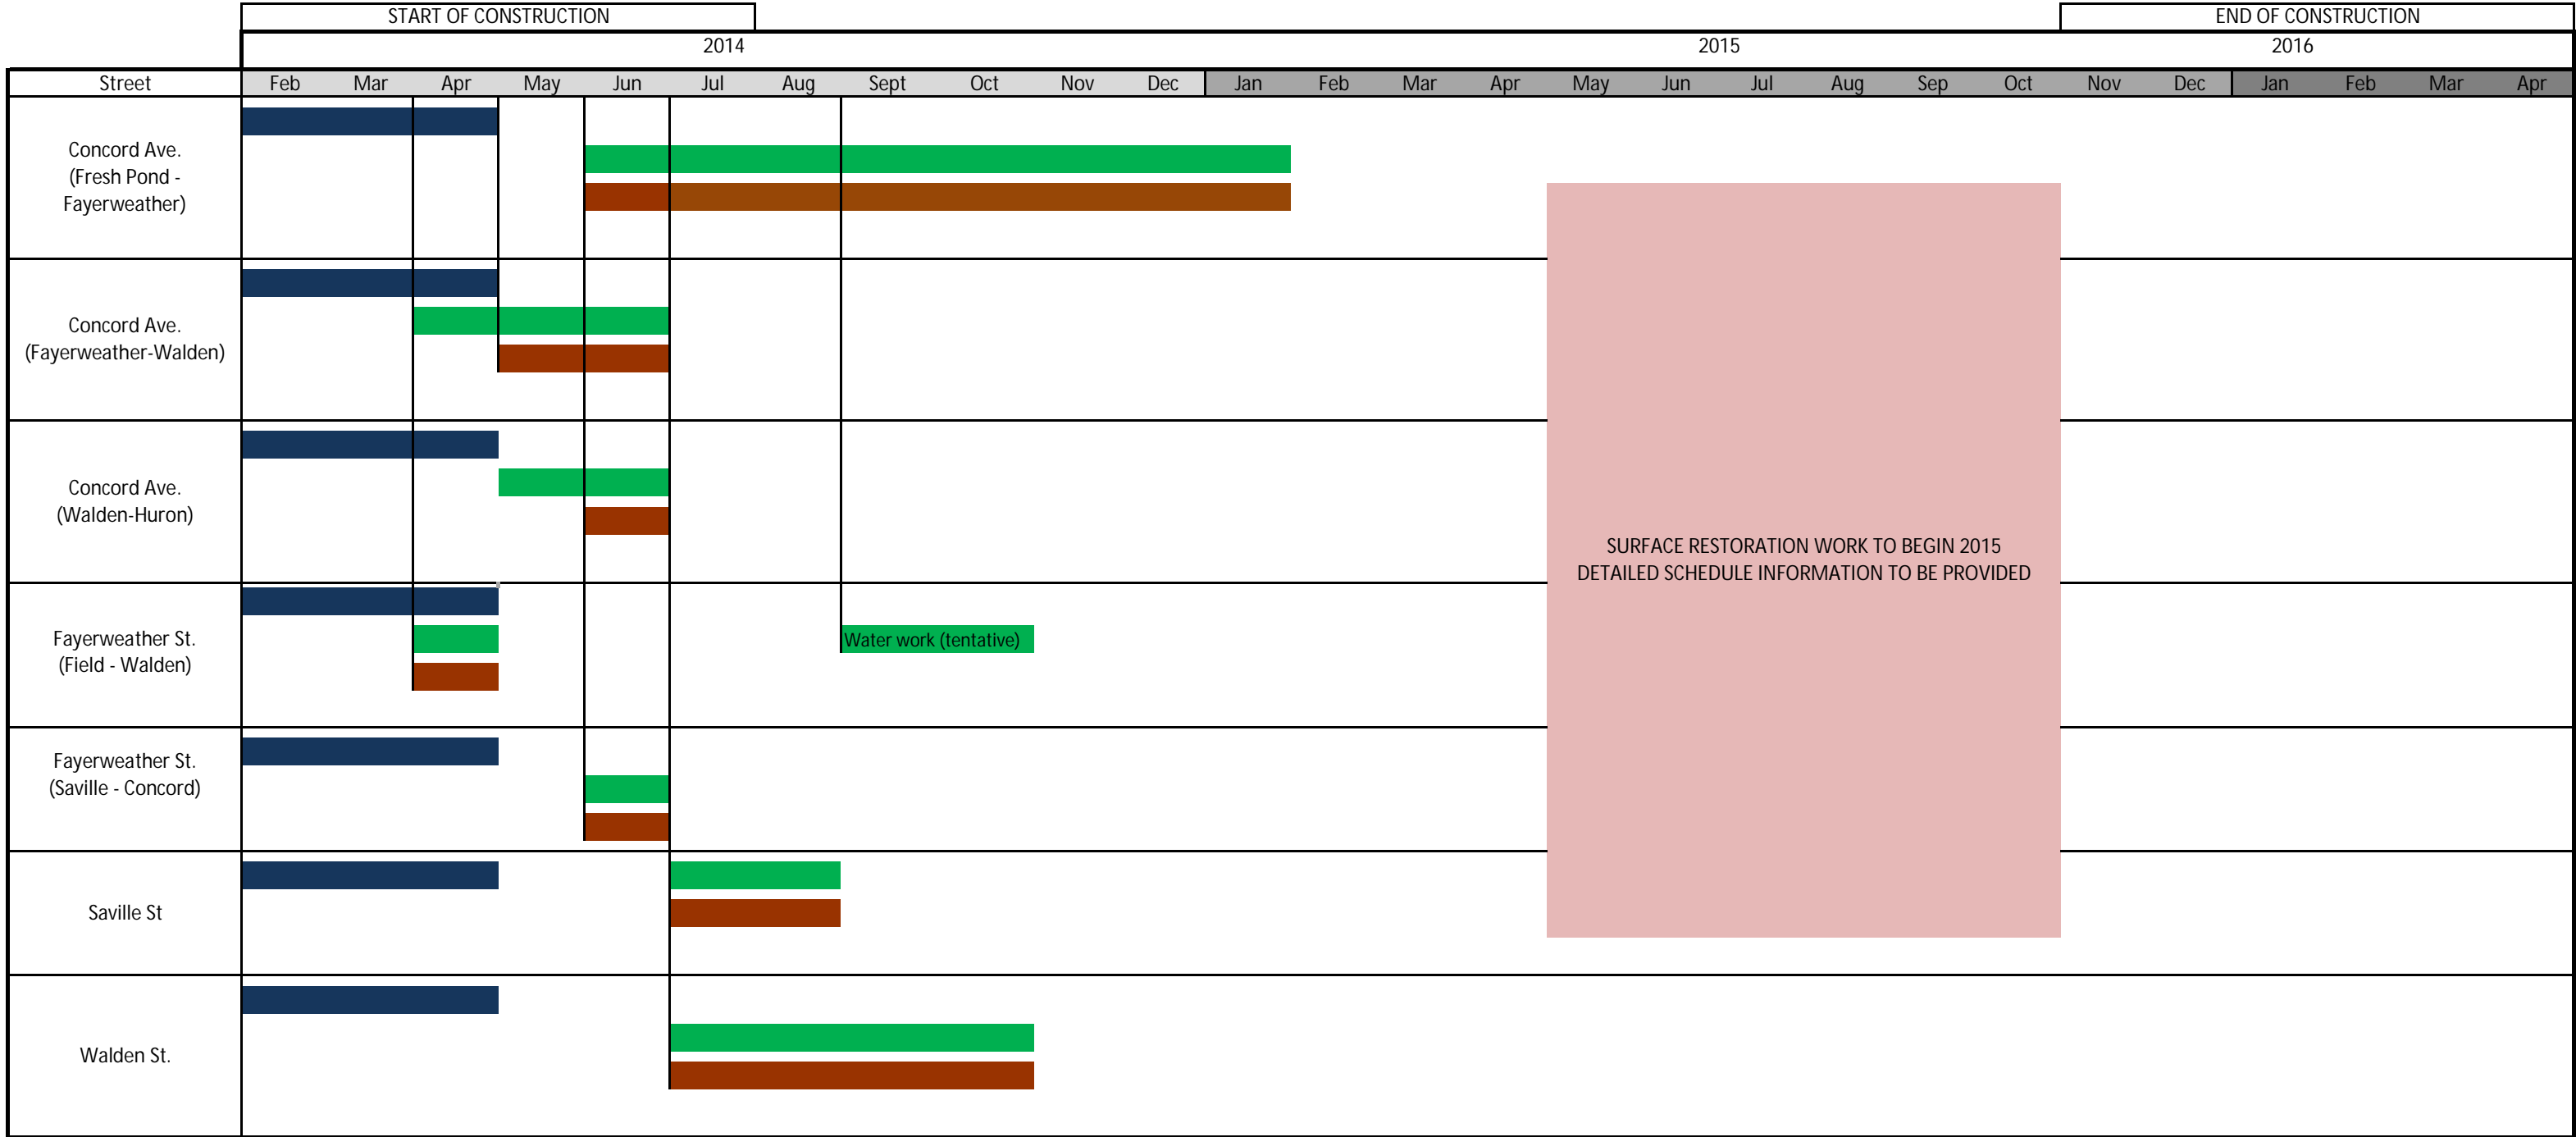 START OF CONSTRUCTION
END OF CONSTRUCTION
2014
2015
2016
Street
Feb Mar Apr May Jun Jul Aug Sept Oct Nov Dec Jan Feb Mar Apr May Jun Jul Aug Sep Oct Nov Dec Jan Feb Mar Apr
Concord Ave.
(Fresh Pond -
Fayerweather)
Concord Ave.
(Fayerweather-Walden)
Concord Ave.
(Walden-Huron)
SURFACE RESTORATION WORK TO BEGIN 2015
DETAILED SCHEDULE INFORMATION TO BE PROVIDED
Fayerweather St.
(Field - Walden)
Water work (tentative)
Fayerweather St.
(Saville - Concord)
Saville St
Walden St.